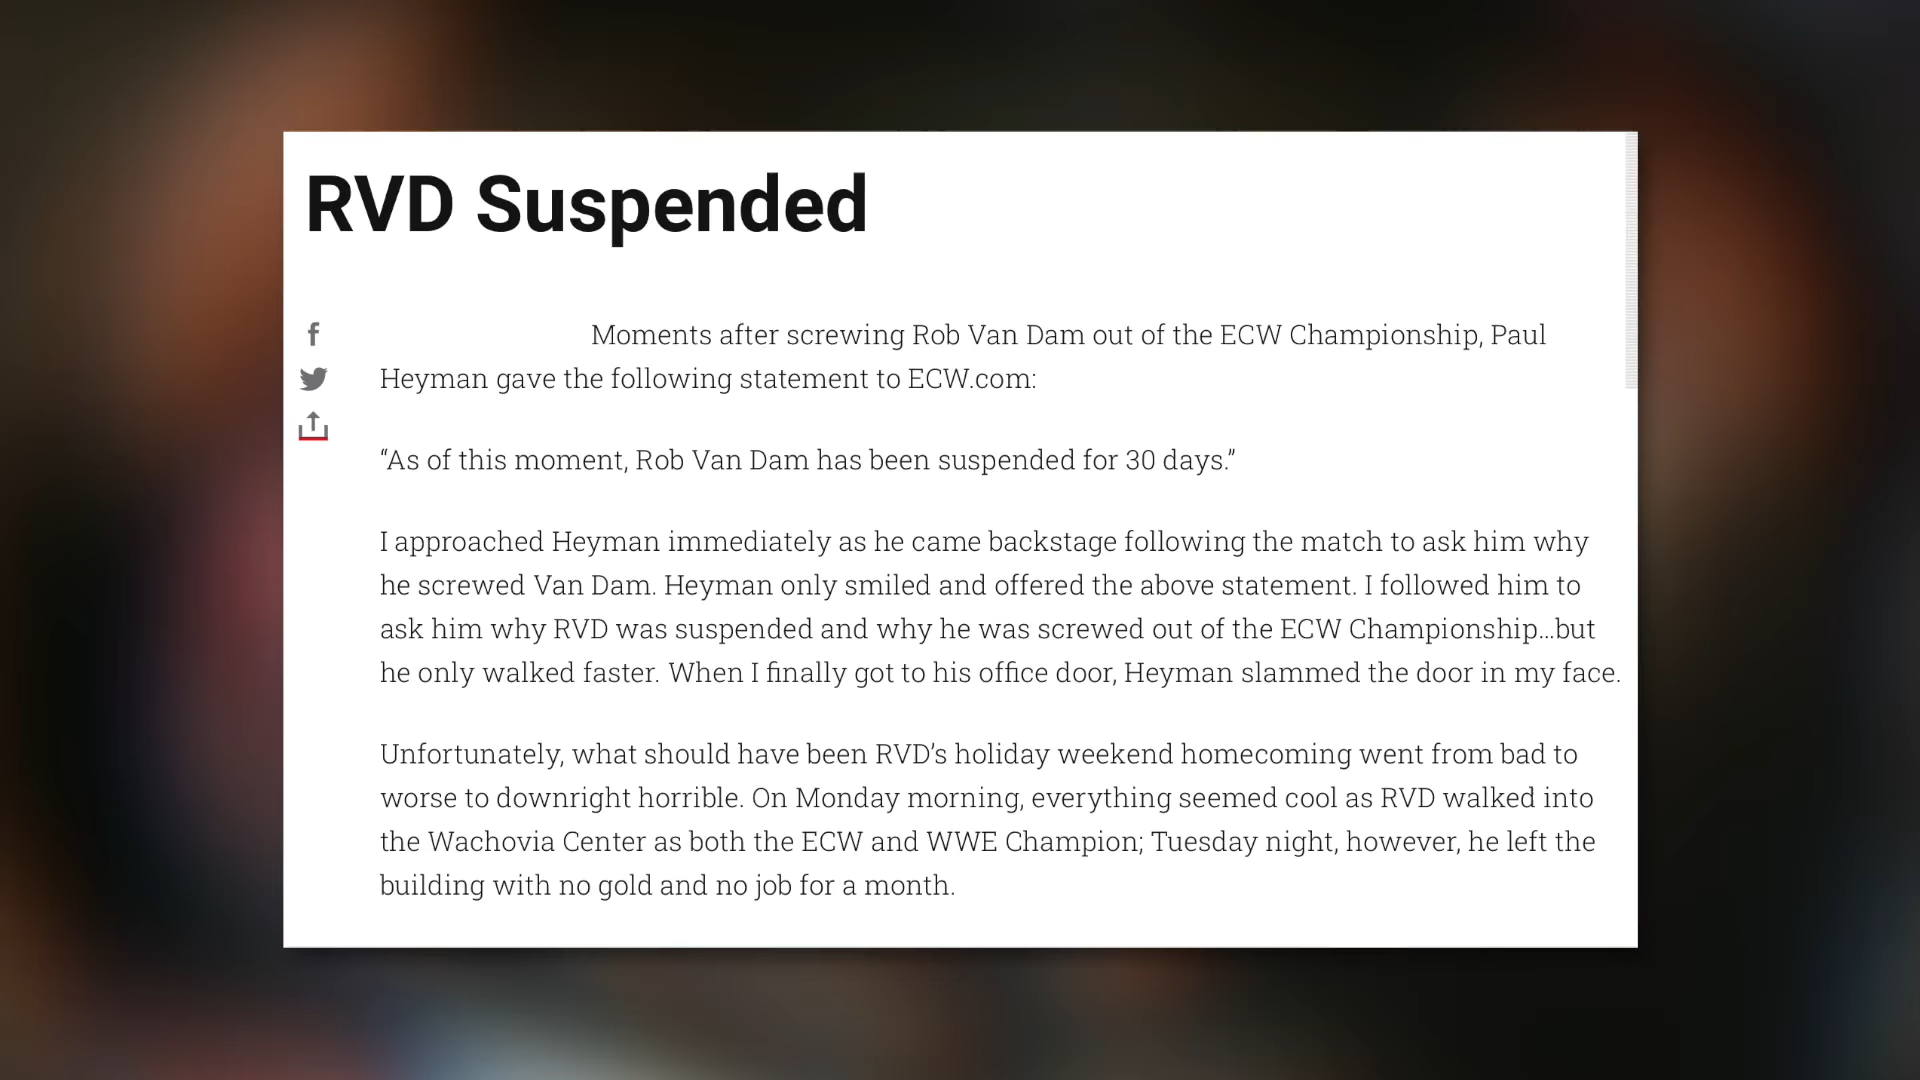 RVD Suspended
Moments after screwing Rob Van Dam out of the ECW Championship, Paul
Heyman gave the following statement to ECW.com:
“As of this moment, Rob Van Dam has been suspended for 30 days.”
I approached Heyman immediately as he came backstage following the match to ask him why
he screwed Van Dam. Heyman only smiled and offered the above statement. I followed him to
ask him why RVD was suspended and why he was screwed out of the ECW Championship...but
he only walked faster. When I finally got to his office door, Heyman slammed the door in my face.
Unfortunately, what should have been RVD’s holiday weekend homecoming went from bad to
worse to downright horrible. On Monday morning, everything seemed cool as RVD walked into
the Wachovia Center as both the ECW and WWE Champion; Tuesday night, however, he left the
building with no gold and no job for a month.